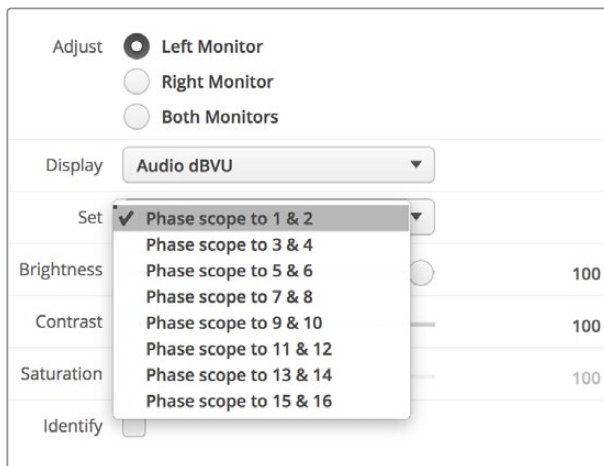 Adjust Left Monitor
Right Monitor
Both Monitors
Display Audio dBVU
Set ✓ Phase scope to 1 & 2
Phase scope to 3 & 4
Brightness Phase scope to 5 & 6 100
Phase scope to 7 & 8
Contrast Phase scope to 9 & 10 100
Phase scope to 11 & 12
Saturation Phase scope to 13 & 14 100
Phase scope to 15 & 16
Identify